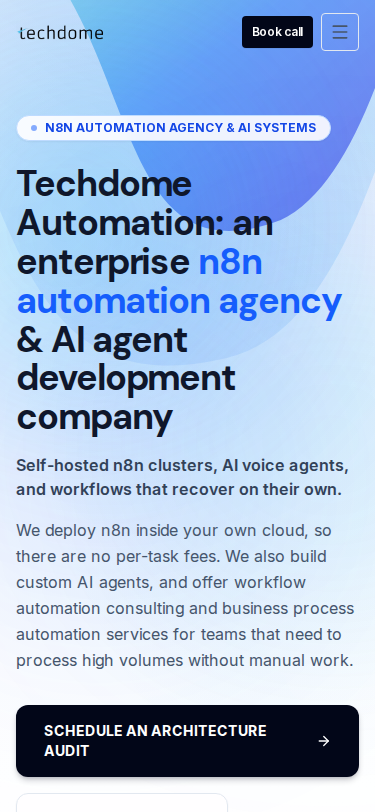 techdome
Book call
N8N AUTOMATION AGENCY & AI SYSTEMS
Techdome
Automation: an
enterprise n8n
automation agency
& AI agent
development
company
Self-hosted n8n clusters, AI voice agents,
and workflows that recover on their own.
We deploy n8n inside your own cloud, so
there are no per-task fees. We also build
custom AI agents, and offer workflow
automation consulting and business process
automation services for teams that need to
process high volumes without manual work.
SCHEDULE AN ARCHITECTURE
AUDIT